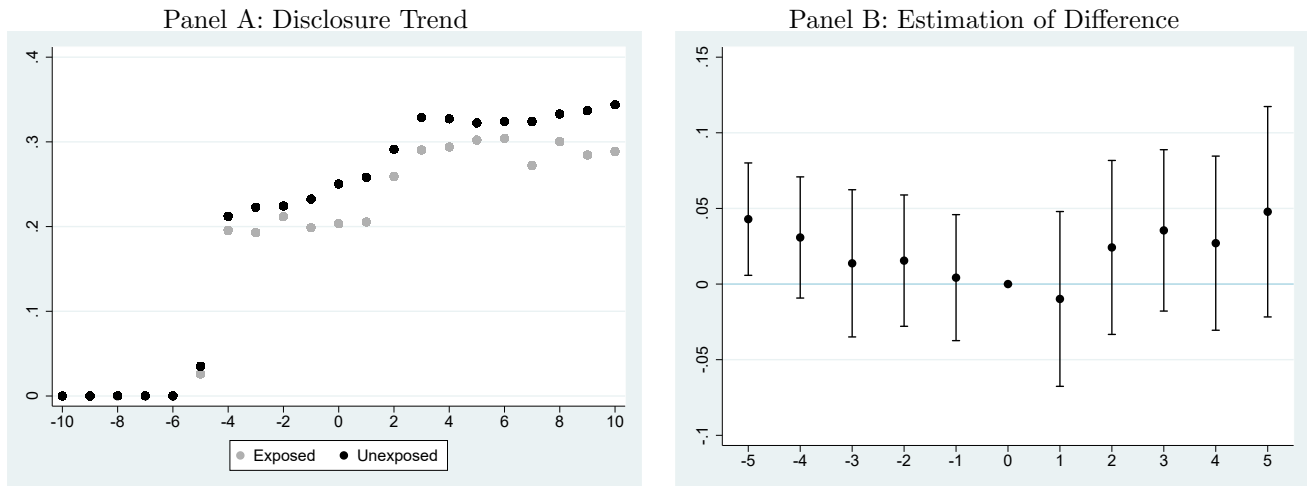 Panel A: Disclosure Trend
.4
.3
.2
.1
0
-10 -8 -6 -4 -2 0 2 4 6 8 10
Exposed Unexposed
Panel B: Estimation of Difference
.15
.1
.05
0
-.05
-.1
-5 -4 -3 -2 -1 0 1 2 3 4 5